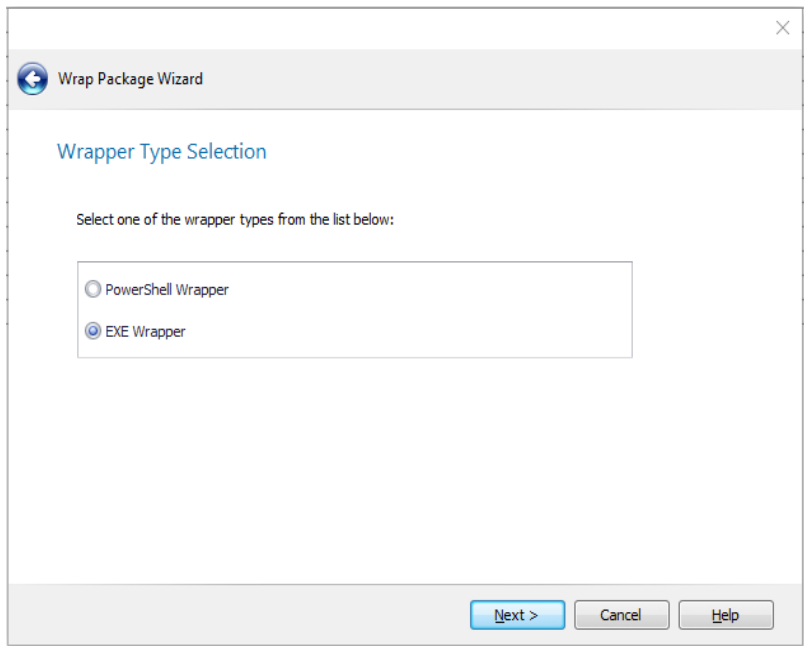 Wrap Package Wizard
Wrapper Type Selection
Select one of the wrapper types from the list below:
PowerShell Wrapper
EXE Wrapper
Next > Cancel Help